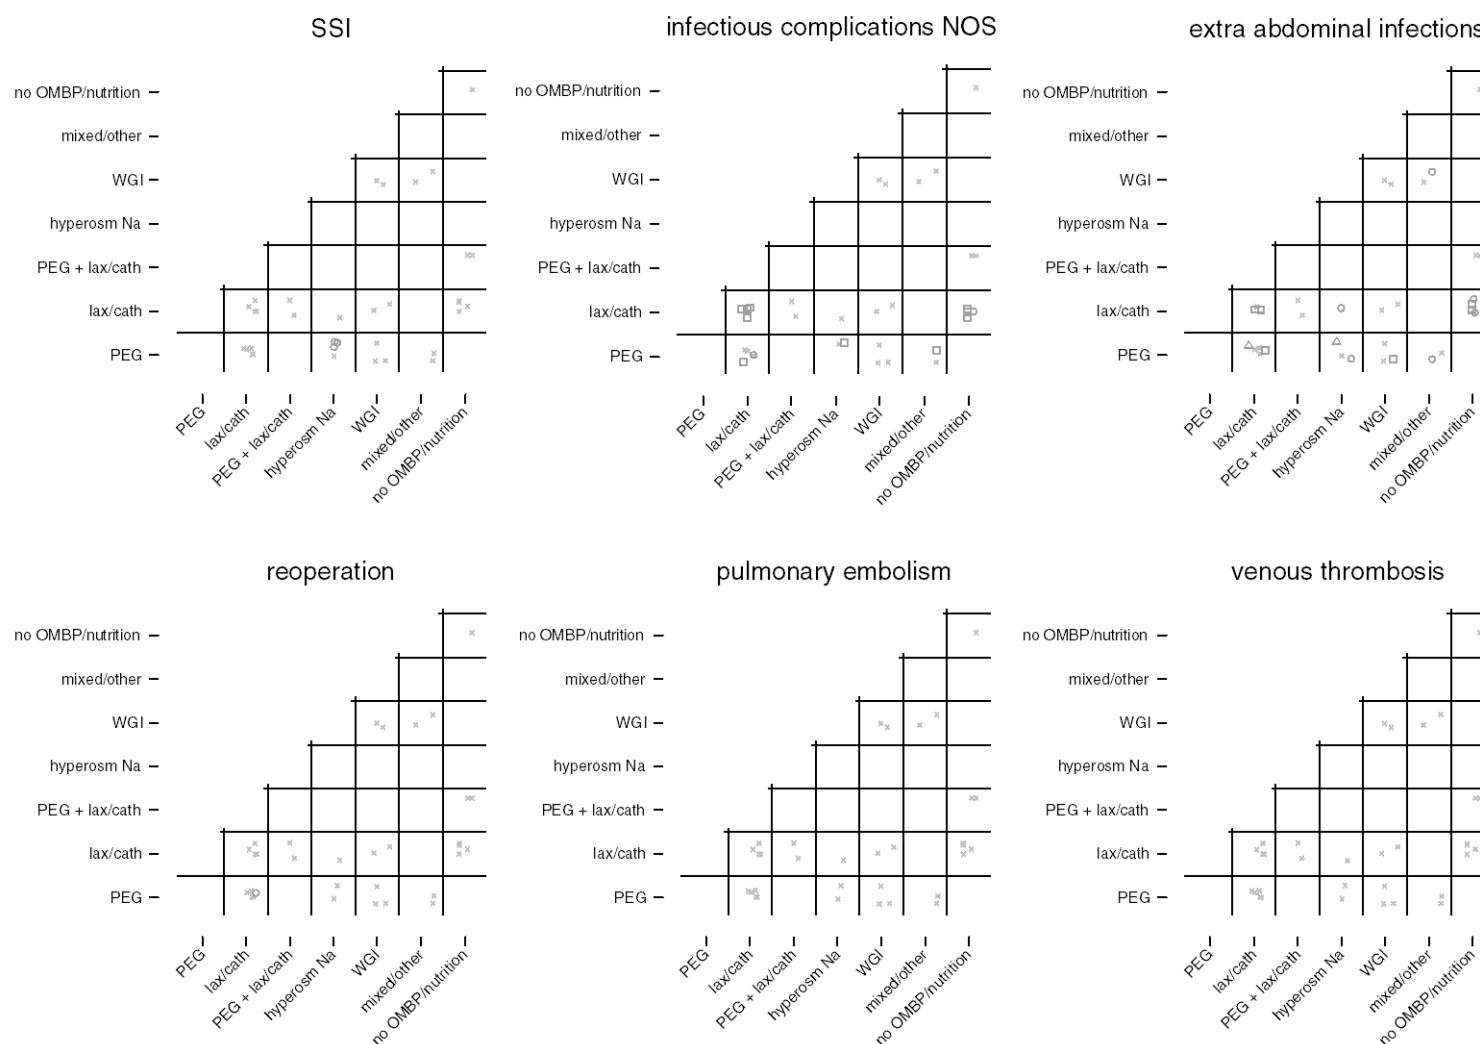 SSI
no OMBP/nutrition
mixed/other
WGI
hyperosm Na
PEG + lax/cath
lax/cath
PEG
PEG
lax/cath
PEG + lax/cath
hyperosm Na
WGI
mixed/other
no OMBP/nutrition
infectious complications NOS
no OMBP/nutrition
mixed/other
WGI
hyperosm Na
PEG + lax/cath
lax/cath
PEG
PEG
lax/cath
PEG + lax/cath
hyperosm Na
WGI
mixed/other
no OMBP/nutrition
extra abdominal infections
no OMBP/nutrition
mixed/other
WGI
hyperosm Na
PEG + lax/cath
lax/cath
PEG
PEG
lax/cath
PEG + lax/cath
hyperosm Na
WGI
mixed/other
no OMBP/nutrition
reoperation
no OMBP/nutrition
mixed/other
WGI
hyperosm Na
PEG + lax/cath
lax/cath
PEG
PEG
lax/cath
PEG + lax/cath
hyperosm Na
WGI
mixed/other
no OMBP/nutrition
pulmonary embolism
no OMBP/nutrition
mixed/other
WGI
hyperosm Na
PEG + lax/cath
lax/cath
PEG
PEG
lax/cath
PEG + lax/cath
hyperosm Na
WGI
mixed/other
no OMBP/nutrition
venous thrombosis
no OMBP/nutrition
mixed/other
WGI
hyperosm Na
PEG + lax/cath
lax/cath
PEG
PEG
lax/cath
PEG + lax/cath
hyperosm Na
WGI
mixed/other
no OMBP/nutrition